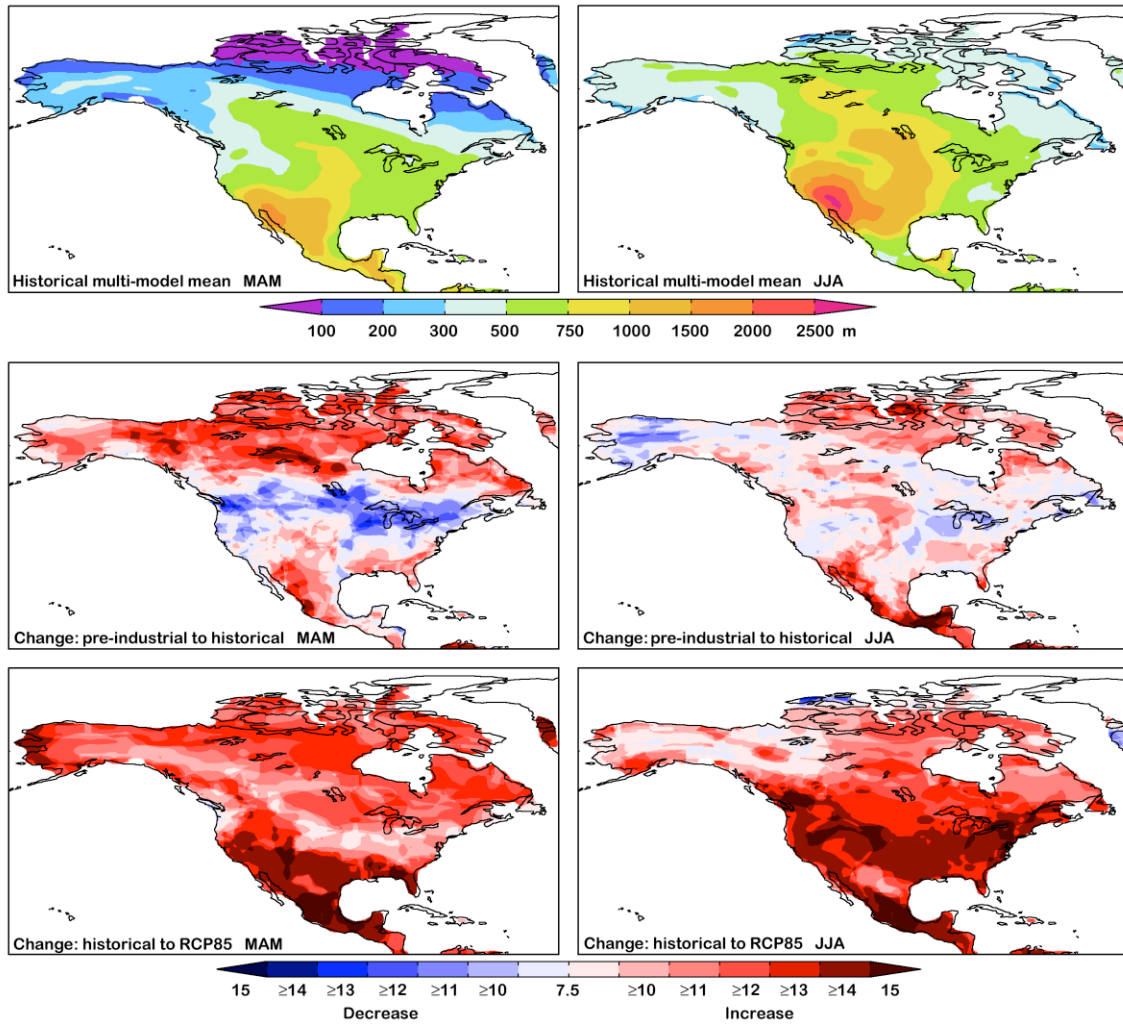 Historical multi-model mean MAM
Historical multi-model mean JJA
100 200 300 500 750 1000 1500 2000 2500 m
Change: pre-industrial to historical MAM
Change: pre-industrial to historical JJA
Change: historical to RCP85 MAM
Change: historical to RCP85 JJA
15 ≥14 ≥13 ≥12 ≥11 ≥10 7.5 ≥10 ≥11 ≥12 ≥13 ≥14 15
Decrease Increase